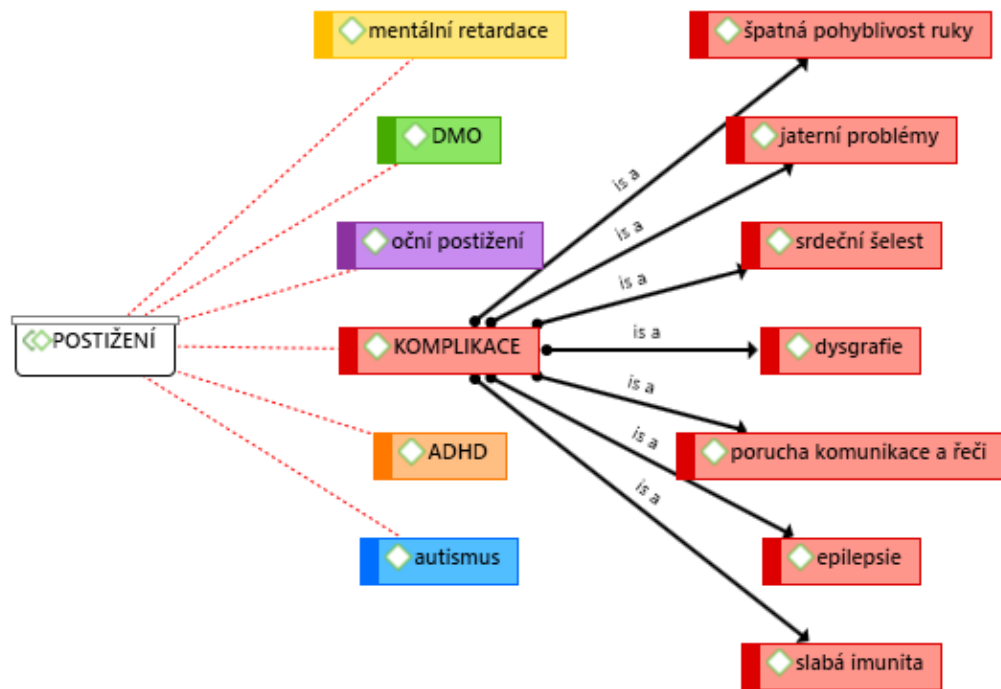 mentální retardace
špatná pohyblivost ruky
DMO
jaterní problémy
is a
is a
oční postižení
srdeční šelest
is a
POSTIŽENÍ
KOMPLIKACE
is a
dysgrafie
is a
ADHD
is a
porucha komunikace a řeči
is a
autismus
epilepsie
slabá imunita